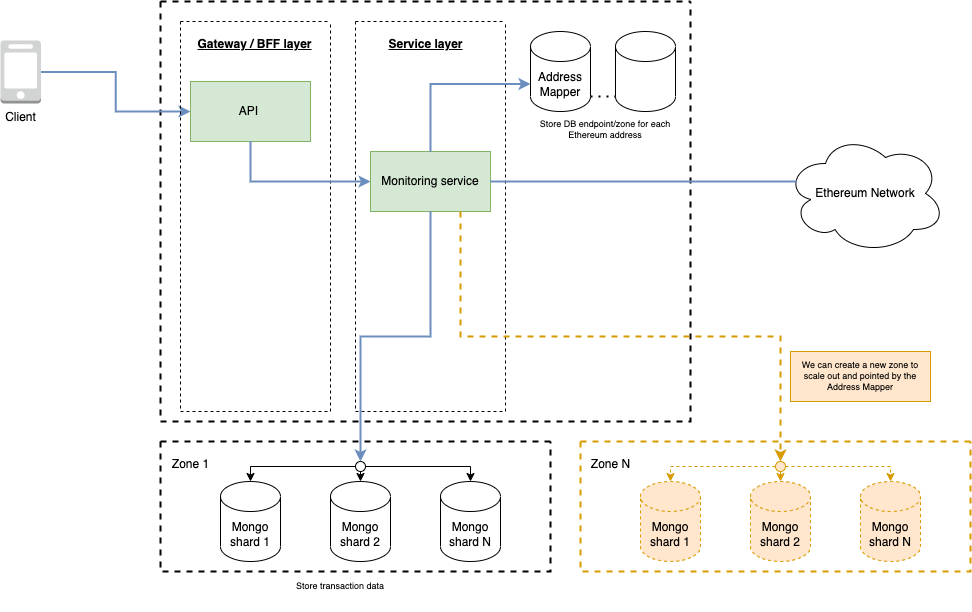 Gateway / BFF layer
Service layer
Client
API
Address
Mapper
...
Store DB endpoint/zone for each
Ethereum address
Monitoring service
Ethereum Network
We can create a new zone to
scale out and pointed by the
Address Mapper
Zone 1
Mongo
shard 1
Mongo
shard 2
Mongo
shard N
Store transaction data
Zone N
Mongo
shard 1
Mongo
shard 2
Mongo
shard N